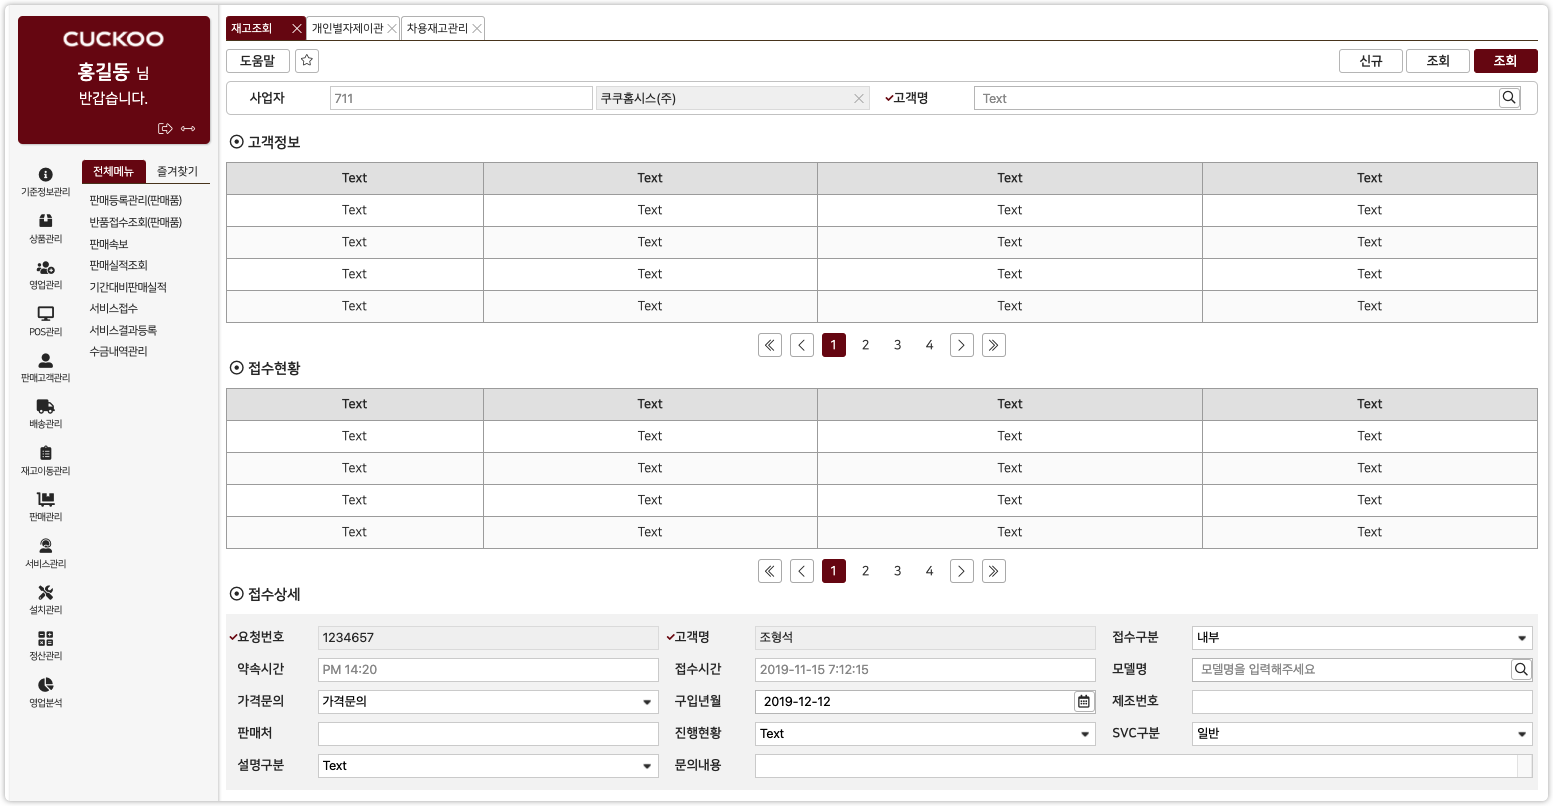 CUCKOO
홍길동 님
반갑습니다.
기준정보관리
상품관리
영업관리
POS관리
판매고객관리
배송관리
재고이동관리
판매관리
서비스관리
설치관리
정산관리
영업분석
전체메뉴 즐겨찾기
판매등록관리(판매품)
반품접수조회(판매품)
판매속보
판매실적조회
기간대비판매실적
서비스접수
서비스결과등록
수금내역관리
재고조회 개인별자제이관 차용재고관리
도움말 신규 조회 조회
사업자 711 쿠쿠홈시스(주) 고객명 Text
고객정보
Text Text Text Text
Text Text Text Text
Text Text Text Text
Text Text Text Text
Text Text Text Text
1 2 3 4
접수현황
Text Text Text Text
Text Text Text Text
Text Text Text Text
Text Text Text Text
Text Text Text Text
1 2 3 4
접수상세
요청번호 1234657 고객명 조형석 접수구분 내부
약속시간 PM 14:20 접수시간 2019-11-15 7:12:15 모델명 모델명을 입력해주세요
가격문의 가격문의 구입년월 2019-12-12 제조번호
판매처 진행현황 Text SVC구분 일반
설명구분 Text 문의내용